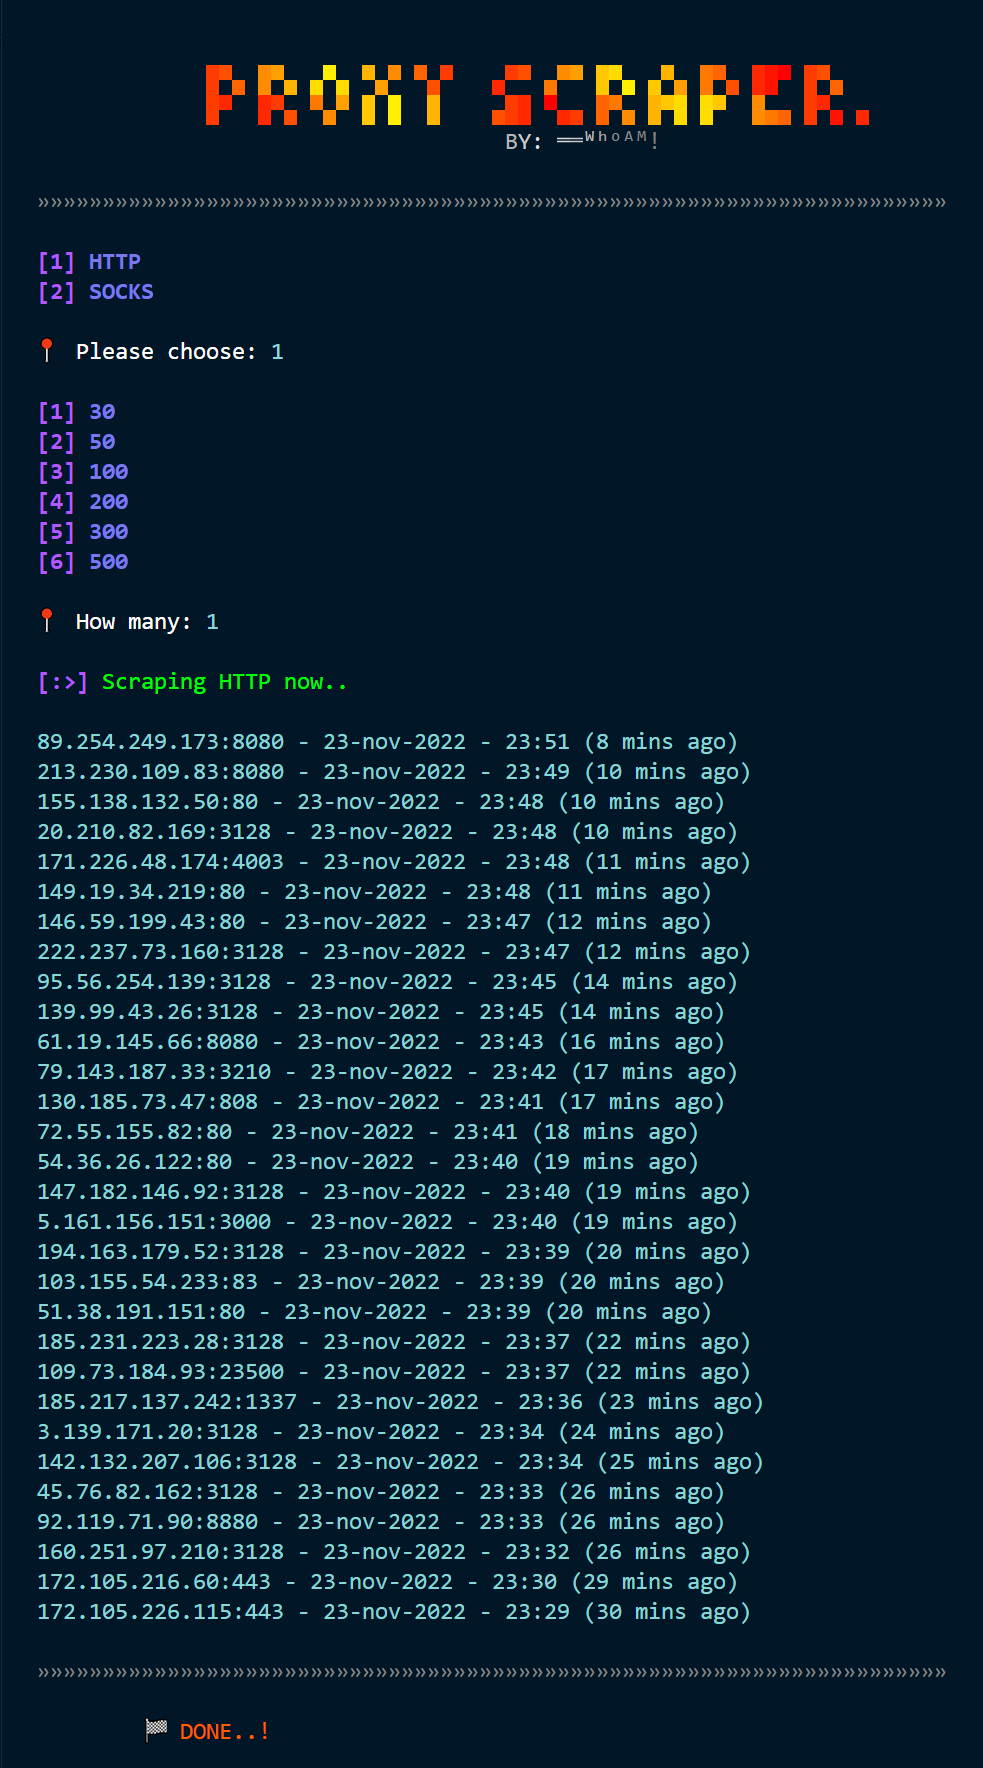 PROXY SCRAPER.
BY: ══ᵂʰᵒᴬᴹ!
»»»»»»»»»»»»»»»»»»»»»»»»»»»»»»»»»»»»»»»»»»»»»»»»»»»»»»»»»»»»»»»»»»»»»»
[1] HTTP
[2] SOCKS
📍 Please choose: 1
[1] 30
[2] 50
[3] 100
[4] 200
[5] 300
[6] 500
📍 How many: 1
[:>] Scraping HTTP now..
89.254.249.173:8080 - 23-nov-2022 - 23:51 (8 mins ago)
213.230.109.83:8080 - 23-nov-2022 - 23:49 (10 mins ago)
155.138.132.50:80 - 23-nov-2022 - 23:48 (10 mins ago)
20.210.82.169:3128 - 23-nov-2022 - 23:48 (10 mins ago)
171.226.48.174:4003 - 23-nov-2022 - 23:48 (11 mins ago)
149.19.34.219:80 - 23-nov-2022 - 23:48 (11 mins ago)
146.59.199.43:80 - 23-nov-2022 - 23:47 (12 mins ago)
222.237.73.160:3128 - 23-nov-2022 - 23:47 (12 mins ago)
95.56.254.139:3128 - 23-nov-2022 - 23:45 (14 mins ago)
139.99.43.26:3128 - 23-nov-2022 - 23:45 (14 mins ago)
61.19.145.66:8080 - 23-nov-2022 - 23:43 (16 mins ago)
79.143.187.33:3210 - 23-nov-2022 - 23:42 (17 mins ago)
130.185.73.47:808 - 23-nov-2022 - 23:41 (17 mins ago)
72.55.155.82:80 - 23-nov-2022 - 23:41 (18 mins ago)
54.36.26.122:80 - 23-nov-2022 - 23:40 (19 mins ago)
147.182.146.92:3128 - 23-nov-2022 - 23:40 (19 mins ago)
5.161.156.151:3000 - 23-nov-2022 - 23:40 (19 mins ago)
194.163.179.52:3128 - 23-nov-2022 - 23:39 (20 mins ago)
103.155.54.233:83 - 23-nov-2022 - 23:39 (20 mins ago)
51.38.191.151:80 - 23-nov-2022 - 23:39 (20 mins ago)
185.231.223.28:3128 - 23-nov-2022 - 23:37 (22 mins ago)
109.73.184.93:23500 - 23-nov-2022 - 23:37 (22 mins ago)
185.217.137.242:1337 - 23-nov-2022 - 23:36 (23 mins ago)
3.139.171.20:3128 - 23-nov-2022 - 23:34 (24 mins ago)
142.132.207.106:3128 - 23-nov-2022 - 23:34 (25 mins ago)
45.76.82.162:3128 - 23-nov-2022 - 23:33 (26 mins ago)
92.119.71.90:8880 - 23-nov-2022 - 23:33 (26 mins ago)
160.251.97.210:3128 - 23-nov-2022 - 23:32 (26 mins ago)
172.105.216.60:443 - 23-nov-2022 - 23:30 (29 mins ago)
172.105.226.115:443 - 23-nov-2022 - 23:29 (30 mins ago)
»»»»»»»»»»»»»»»»»»»»»»»»»»»»»»»»»»»»»»»»»»»»»»»»»»»»»»»»»»»»»»»»»»»»»»
🏁 DONE..!